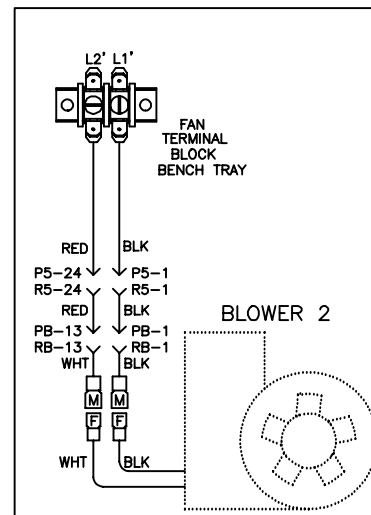 L2' L1'
FAN
TERMINAL
BLOCK
BENCH TRAY
RED BLK
P5-24 P5-1
R5-24 R5-1
RED BLK
PB-13 PB-1
RB-13 RB-1
WHT BLK
M M
F F
WHT BLK
BLOWER 2